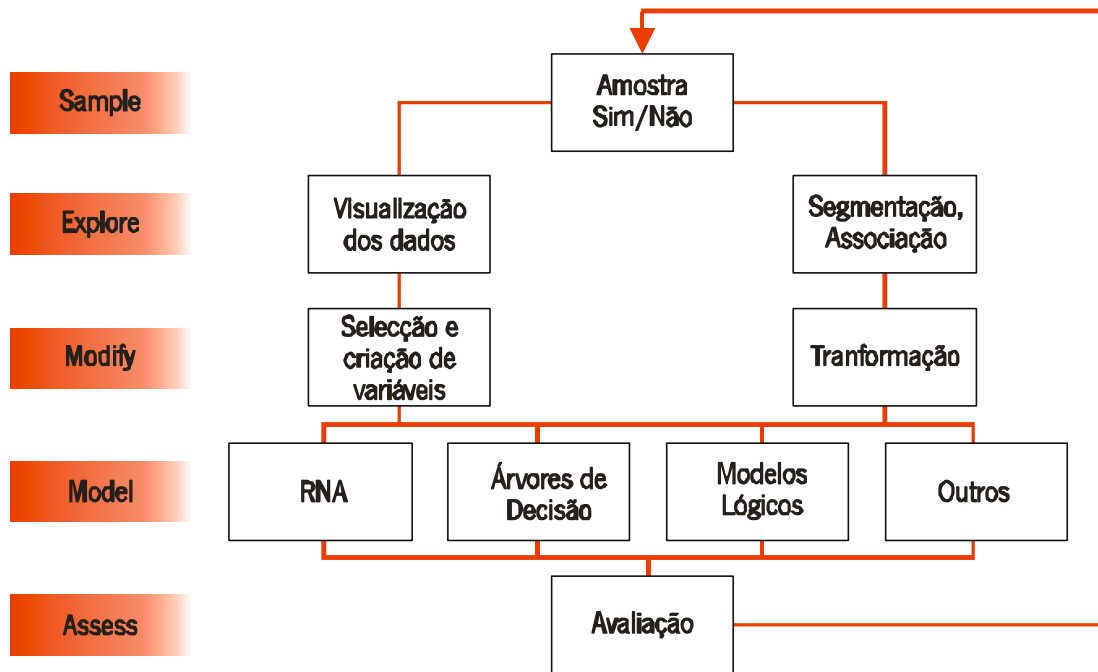 Sample
Amostra
Sim/Não
Explore
Visualização
dos dados
Segmentação,
Associação
Modify
Selecção e
criação de
variáveis
Tranformação
Model
RNA
Árvores de
Decisão
Modelos
Lógicos
Outros
Assess
Avaliação